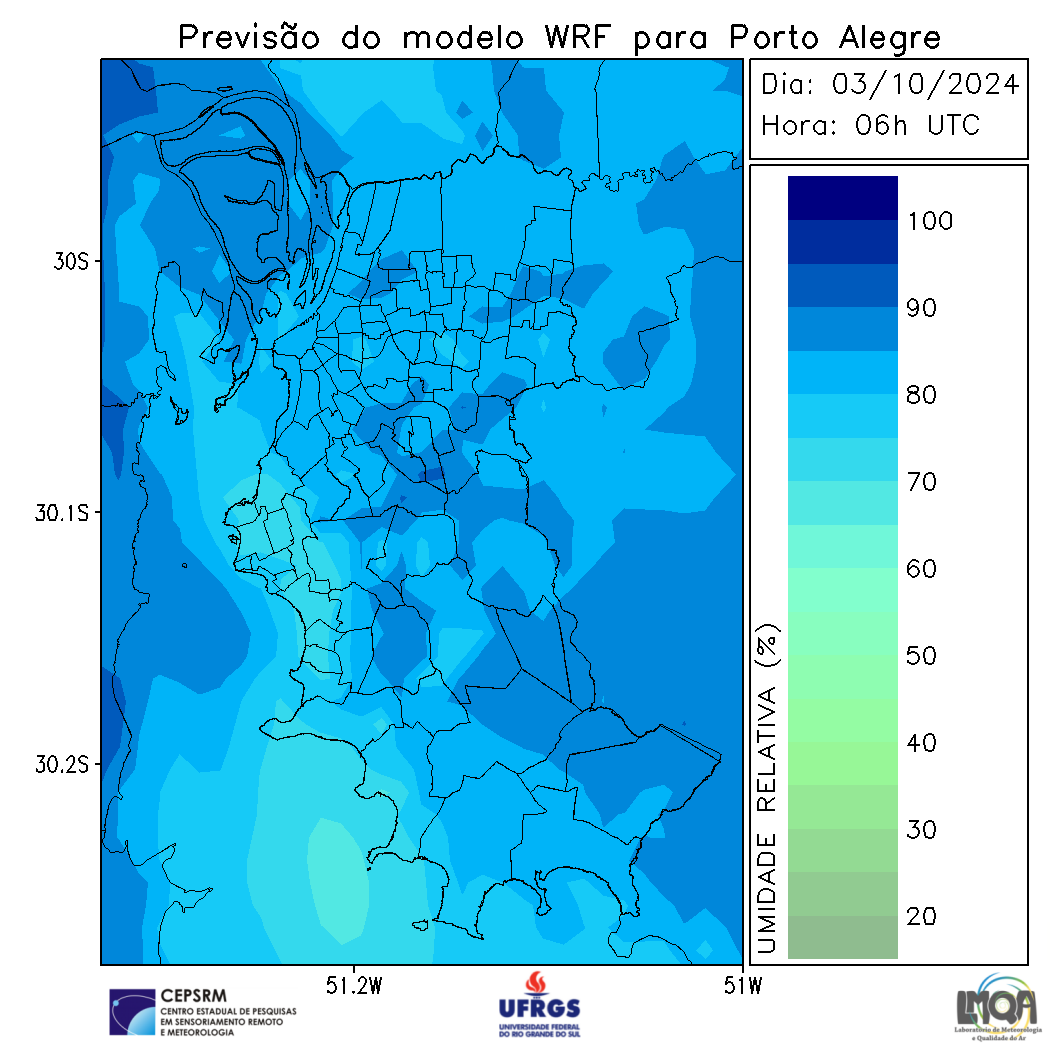 Previsão do modelo WRF para Porto Alegre
Dia: 03/10/2024
Hora: 06h UTC
100
90
80
70
60
50
40
30
20
UMIDADE RELATIVA (%)
30S
30.1S
30.2S
51.2W
51W
CEPSRM
CENTRO ESTADUAL DE PESQUISAS
EM SENSORIAMENTO REMOTO
E METEOROLOGIA
UFRGS
UNIVERSIDADE FEDERAL
DO RIO GRANDE DO SUL
LMQA
Laboratório de Meteorologia
e Qualidade do Ar